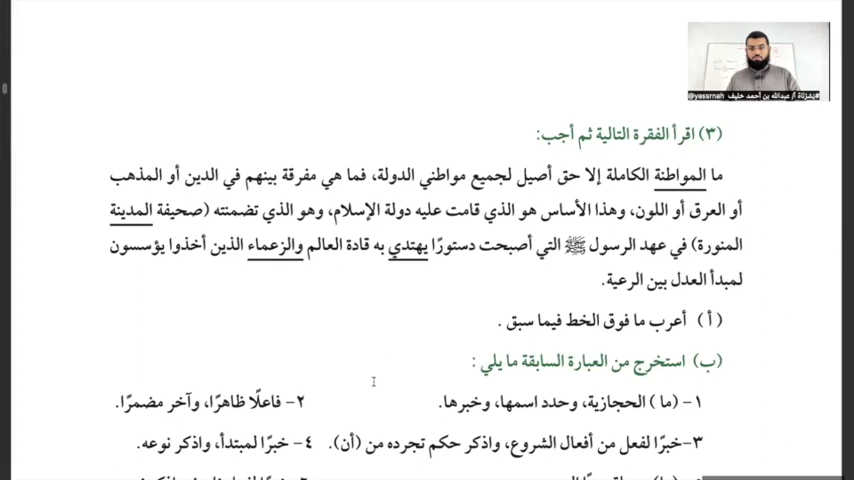 #يَسَّرْنَاهُ أ/ عبدالله بن أحمد خليف @yassrnah
(٣) اقرأ الفقرة التالية ثم أجب:
ما المواطنة الكاملة إلا حق أصيل لجميع مواطني الدولة، فما هي مفرقة بينهم في الدين أو المذهب
أو العرق أو اللون، وهذا الأساس هو الذي قامت عليه دولة الإسلام، وهو الذي تضمنته (صحيفة المدينة
المنورة) في عهد الرسول ﷺ التي أصبحت دستورًا يهتدي به قادة العالم والزعماء الذين أخذوا يؤسسون
لمبدأ العدل بين الرعية.
(أ) أعرب ما فوق الخط فيما سبق .
(ب) استخرج من العبارة السابقة ما يلي :
١- (ما) الحجازية، وحدد اسمها، وخبرها.
٢- فاعلًا ظاهرًا، وآخر مضمرًا.
٣-خبرًا لفعل من أفعال الشروع، واذكر حكم تجرده من (أن).
٤- خبرًا لمبتدأ، واذكر نوعه.